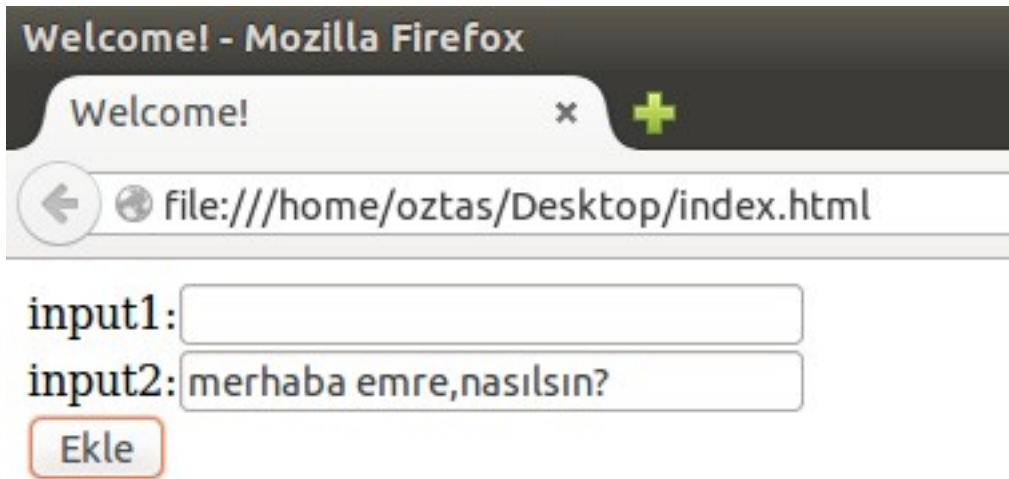 Welcome! - Mozilla Firefox
Welcome!
file:///home/oztas/Desktop/index.html
input1:
input2: merhaba emre,nasılsın?
Ekle